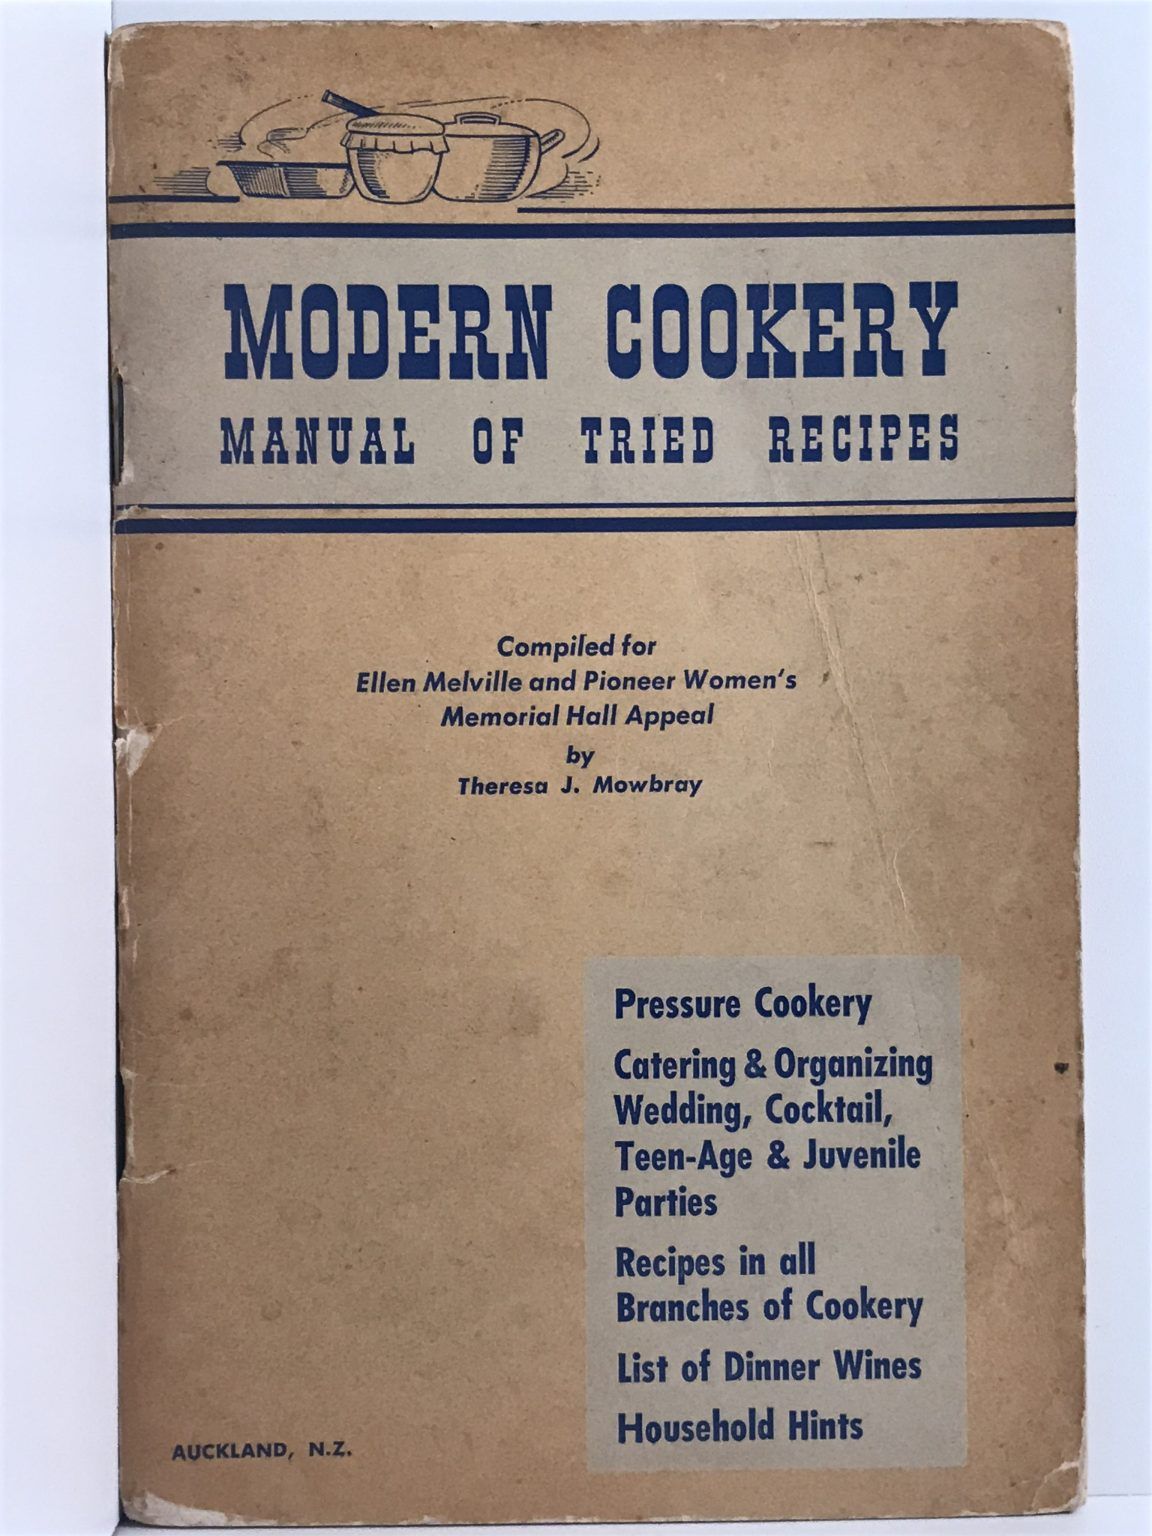 MODERN COOKERY
MANUAL OF TRIED RECIPES
Compiled for
Ellen Melville and Pioneer Women's
Memorial Hall Appeal
by
Theresa J. Mowbray
Pressure Cookery
Catering & Organizing
Wedding, Cocktail,
Teen-Age & Juvenile
Parties
Recipes in all
Branches of Cookery
List of Dinner Wines
Household Hints
AUCKLAND, N.Z.